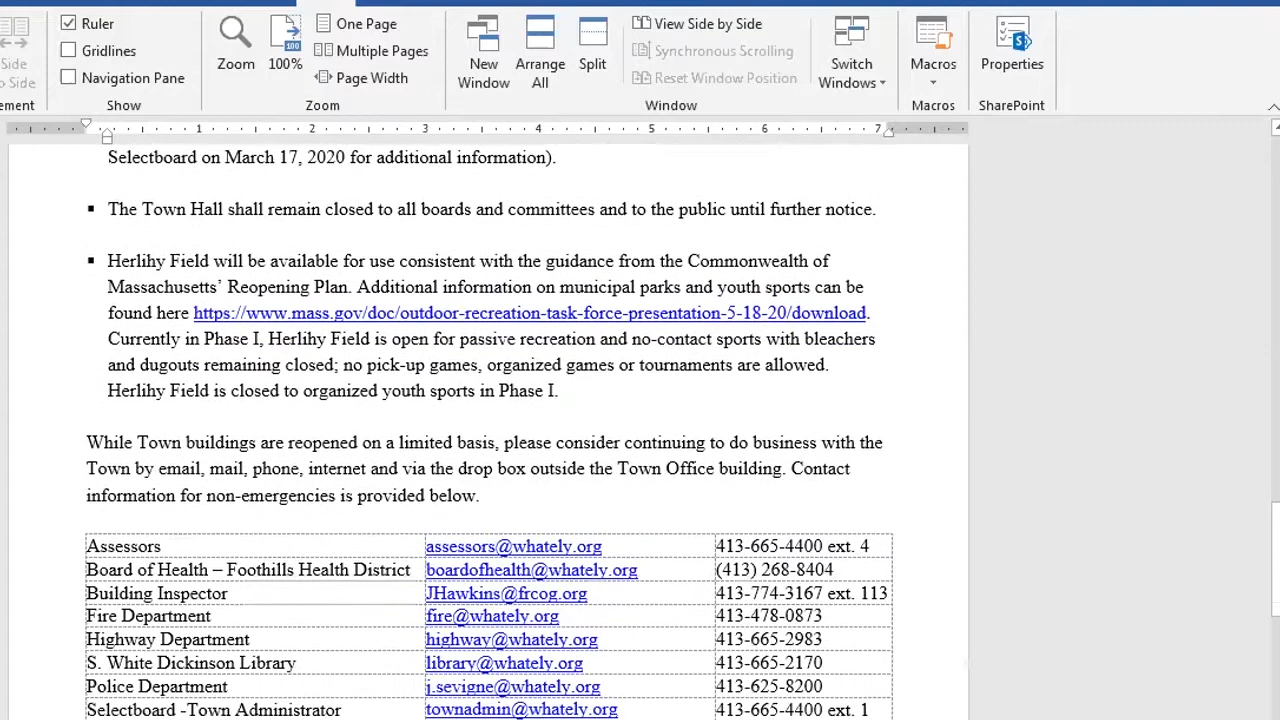 Side
to Side
ement
Ruler
Gridlines
Navigation Pane
Show
Zoom
100
100%
One Page
Multiple Pages
Page Width
Zoom
New
Window
Arrange
All
Split
View Side by Side
Synchronous Scrolling
Reset Window Position
Window
Switch
Windows
Macros
Macros
Properties
SharePoint
1 2 3 4 5 6 7
Selectboard on March 17, 2020 for additional information).
▪ The Town Hall shall remain closed to all boards and committees and to the public until further notice.
▪ Herlihy Field will be available for use consistent with the guidance from the Commonwealth of
Massachusetts’ Reopening Plan. Additional information on municipal parks and youth sports can be
found here https://www.mass.gov/doc/outdoor-recreation-task-force-presentation-5-18-20/download.
Currently in Phase I, Herlihy Field is open for passive recreation and no-contact sports with bleachers
and dugouts remaining closed; no pick-up games, organized games or tournaments are allowed.
Herlihy Field is closed to organized youth sports in Phase I.
While Town buildings are reopened on a limited basis, please consider continuing to do business with the
Town by email, mail, phone, internet and via the drop box outside the Town Office building. Contact
information for non-emergencies is provided below.
Assessors assessors@whately.org 413-665-4400 ext. 4
Board of Health – Foothills Health District boardofhealth@whately.org (413) 268-8404
Building Inspector JHawkins@frcog.org 413-774-3167 ext. 113
Fire Department fire@whately.org 413-478-0873
Highway Department highway@whately.org 413-665-2983
S. White Dickinson Library library@whately.org 413-665-2170
Police Department j.sevigne@whately.org 413-625-8200
Selectboard -Town Administrator townadmin@whately.org 413-665-4400 ext. 1